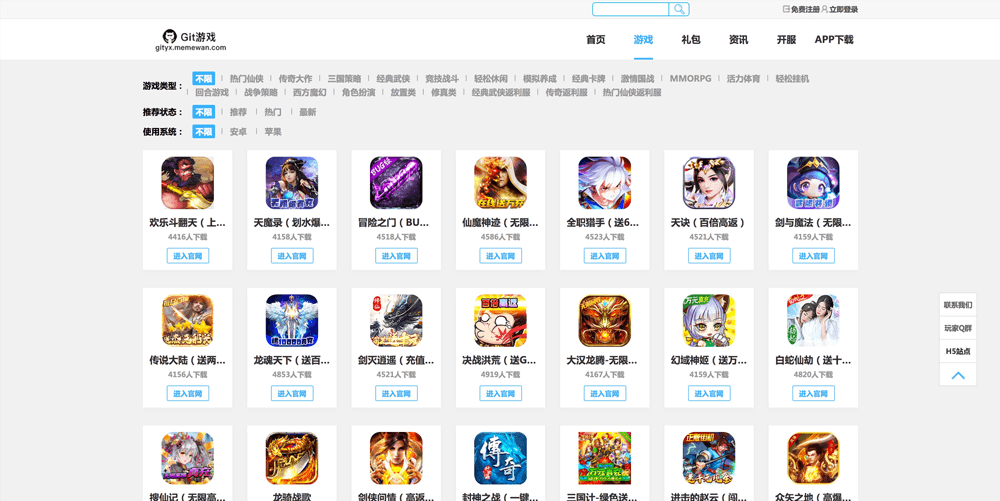 免费注册 立即登录
Git游戏
gityx.memewan.com
首页 游戏 礼包 资讯 开服 APP下载
游戏类型： 不限 热门仙侠 传奇大作 三国策略 经典武侠 竞技战斗 轻松休闲 模拟养成 经典卡牌 激情国战 MMORPG 活力体育 轻松挂机
回合游戏 战争策略 西方魔幻 角色扮演 放置类 修真类 经典武侠返利服 传奇返利服 热门仙侠返利服
推荐状态： 不限 推荐 热门 最新
使用系统： 不限 安卓 苹果
欢乐斗翻天（上... 天魔录（划水爆... 冒险之门（BU... 仙魔神迹（无限... 全职猎手（送6... 天诀（百倍高返） 剑与魔法（无限...
4416人下载 4158人下载 4518人下载 4586人下载 4523人下载 4521人下载 4159人下载
进入官网 进入官网 进入官网 进入官网 进入官网 进入官网 进入官网
传说大陆（送两... 龙魂天下（送百... 剑灭逍遥（充值... 决战洪荒（送G... 大汉龙腾-无限... 幻域神姬（送万... 白蛇仙劫（送十...
4156人下载 4853人下载 4521人下载 4919人下载 4167人下载 4159人下载 4820人下载
进入官网 进入官网 进入官网 进入官网 进入官网 进入官网 进入官网
联系我们
玩家Q群
H5站点
搜仙记（无限高... 龙骑战歌 剑侠问情（高返... 封神之战（一键... 三国计-绿色送... 进击的赵云（闯... 众矢之地（高爆...